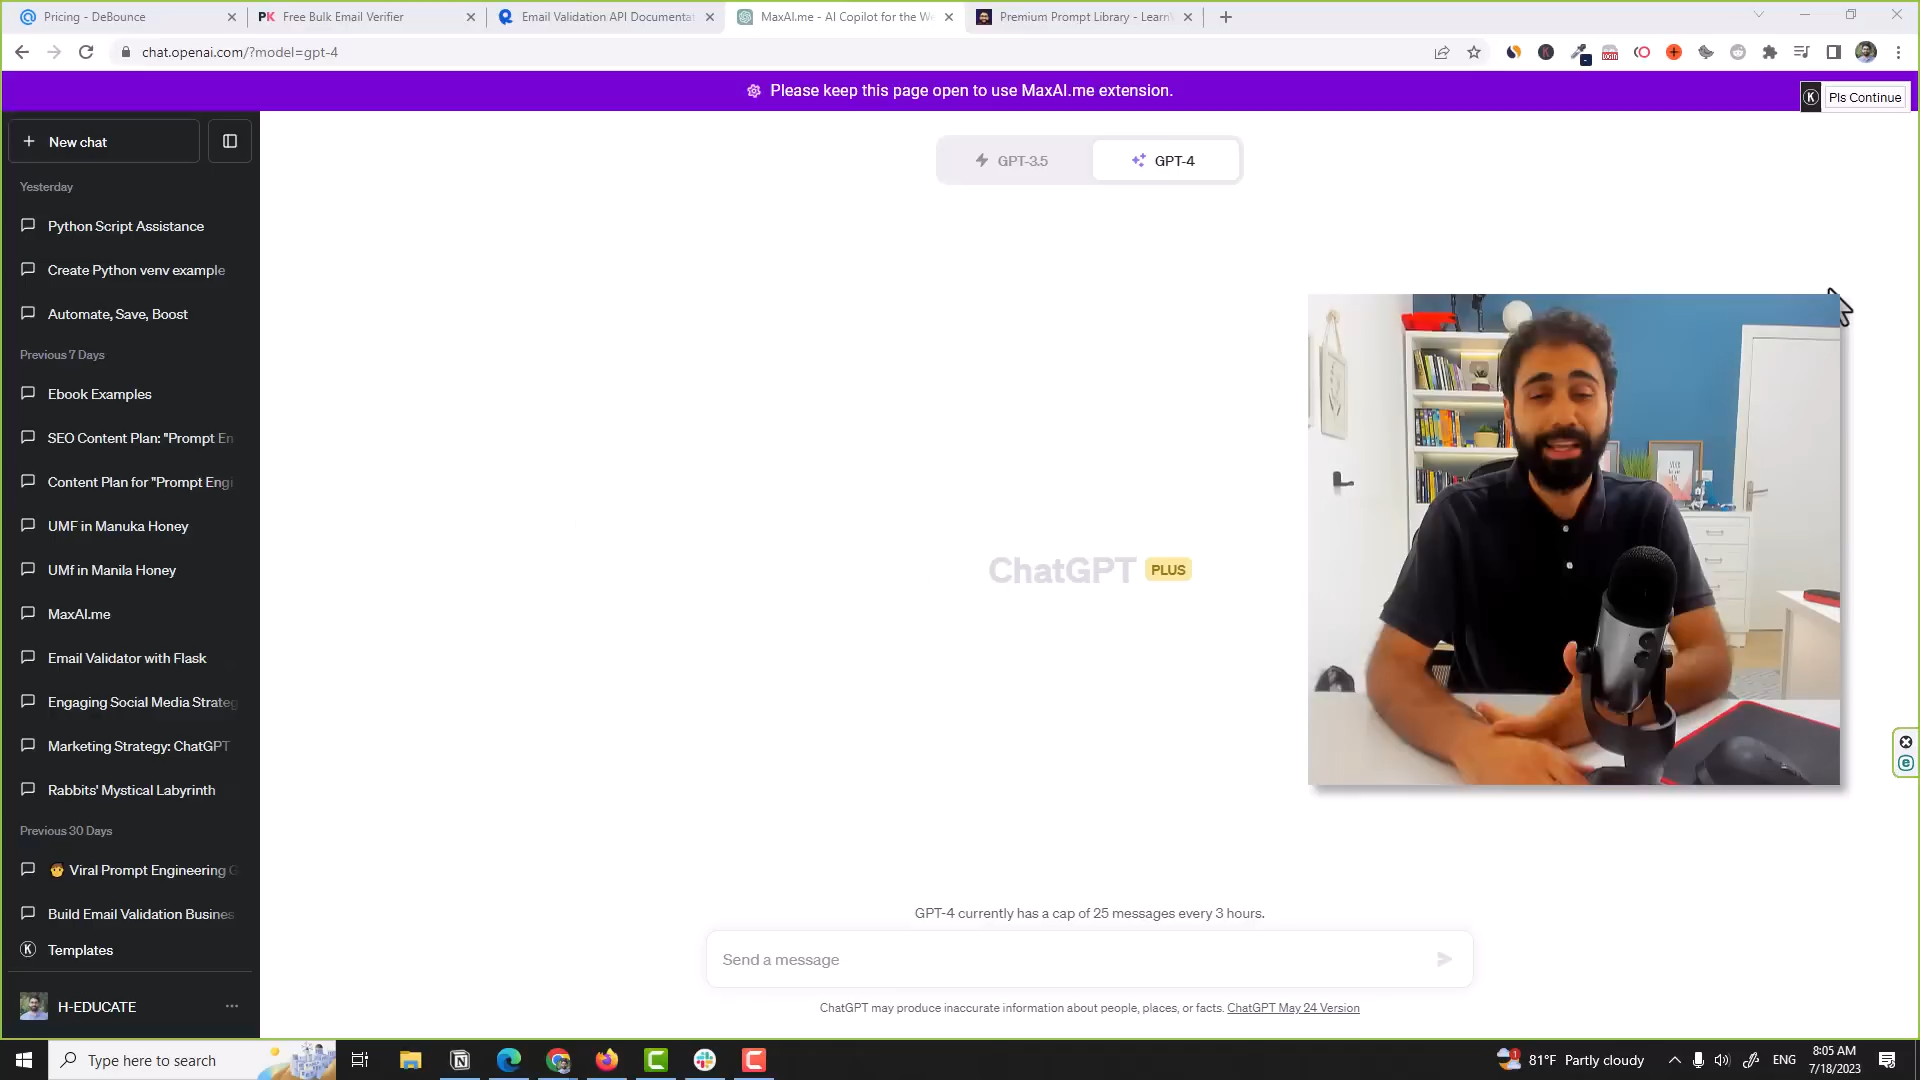 Pricing - DeBounce
PK Free Bulk Email Verifier
Email Validation API Documentat
MaxAI.me - AI Copilot for the We
Premium Prompt Library - Learn
chat.openai.com/?model=gpt-4
Please keep this page open to use MaxAI.me extension.
K Pls Continue
New chat
GPT-3.5
GPT-4
Yesterday
Python Script Assistance
Create Python venv example
Automate, Save, Boost
Previous 7 Days
Ebook Examples
SEO Content Plan: "Prompt En
Content Plan for "Prompt Engi
UMF in Manuka Honey
UMf in Manila Honey
MaxAI.me
Email Validator with Flask
Engaging Social Media Strateg
Marketing Strategy: ChatGPT
Rabbits' Mystical Labyrinth
Previous 30 Days
Viral Prompt Engineering G
Build Email Validation Busines
K Templates
H-EDUCATE
ChatGPT PLUS
GPT-4 currently has a cap of 25 messages every 3 hours.
Send a message
ChatGPT may produce inaccurate information about people, places, or facts. ChatGPT May 24 Version
Type here to search
81°F Partly cloudy
ENG
8:05 AM
7/18/2023